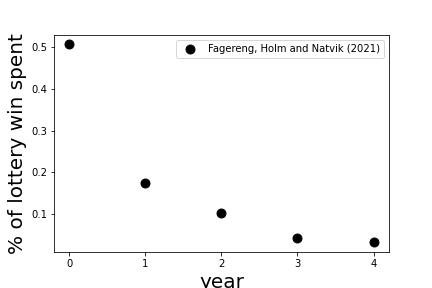 Fagereng, Holm and Natvik (2021)
% of lottery win spent
0.5
0.4
0.3
0.2
0.1
0 1 2 3 4
year